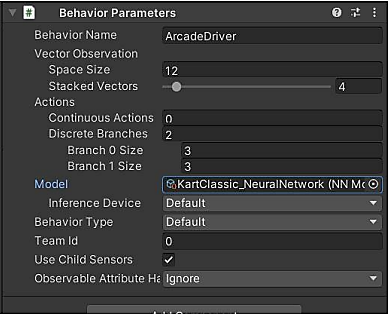 # Behavior Parameters
Behavior Name ArcadeDriver
Vector Observation
Space Size 12
Stacked Vectors 4
Actions
Continuous Actions 0
Discrete Branches 2
Branch 0 Size 3
Branch 1 Size 3
Model KartClassic_NeuralNetwork (NN Mo
Inference Device Default
Behavior Type Default
Team Id 0
Use Child Sensors
Observable Attribute Ha Ignore